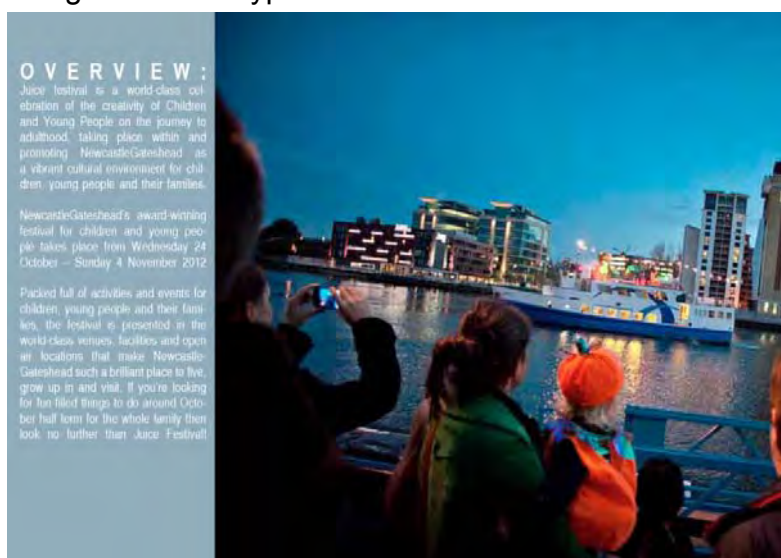 OVERVIEW:
Juice festival is a world-class cel-
ebration of the creativity of Children
and Young People on the journey to
adulthood, taking place within and
promoting NewcastleGateshead as
a vibrant cultural environment for chil-
dren, young people and their families.
NewcastleGateshead's award-winning
festival for children and young peo-
ple takes place from Wednesday 24
October – Sunday 4 November 2012
Packed full of activities and events for
children, young people and their fami-
lies, the festival is presented in the
world-class venues, facilities and open
air locations that make Newcastle-
Gateshead such a brilliant place to live,
grow up in and visit. If you're looking
for fun filled things to do around Octo-
ber half term for the whole family then
look no further than Juice Festival!